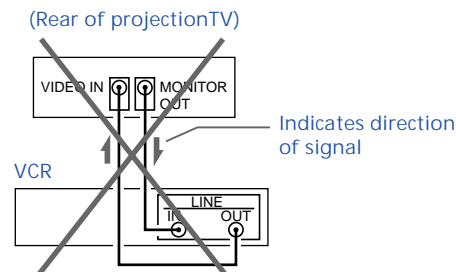 (Rear of projectionTV)
VIDEO IN
MONITOR
OUT
Indicates direction
of signal
VCR
LINE
IN
OUT